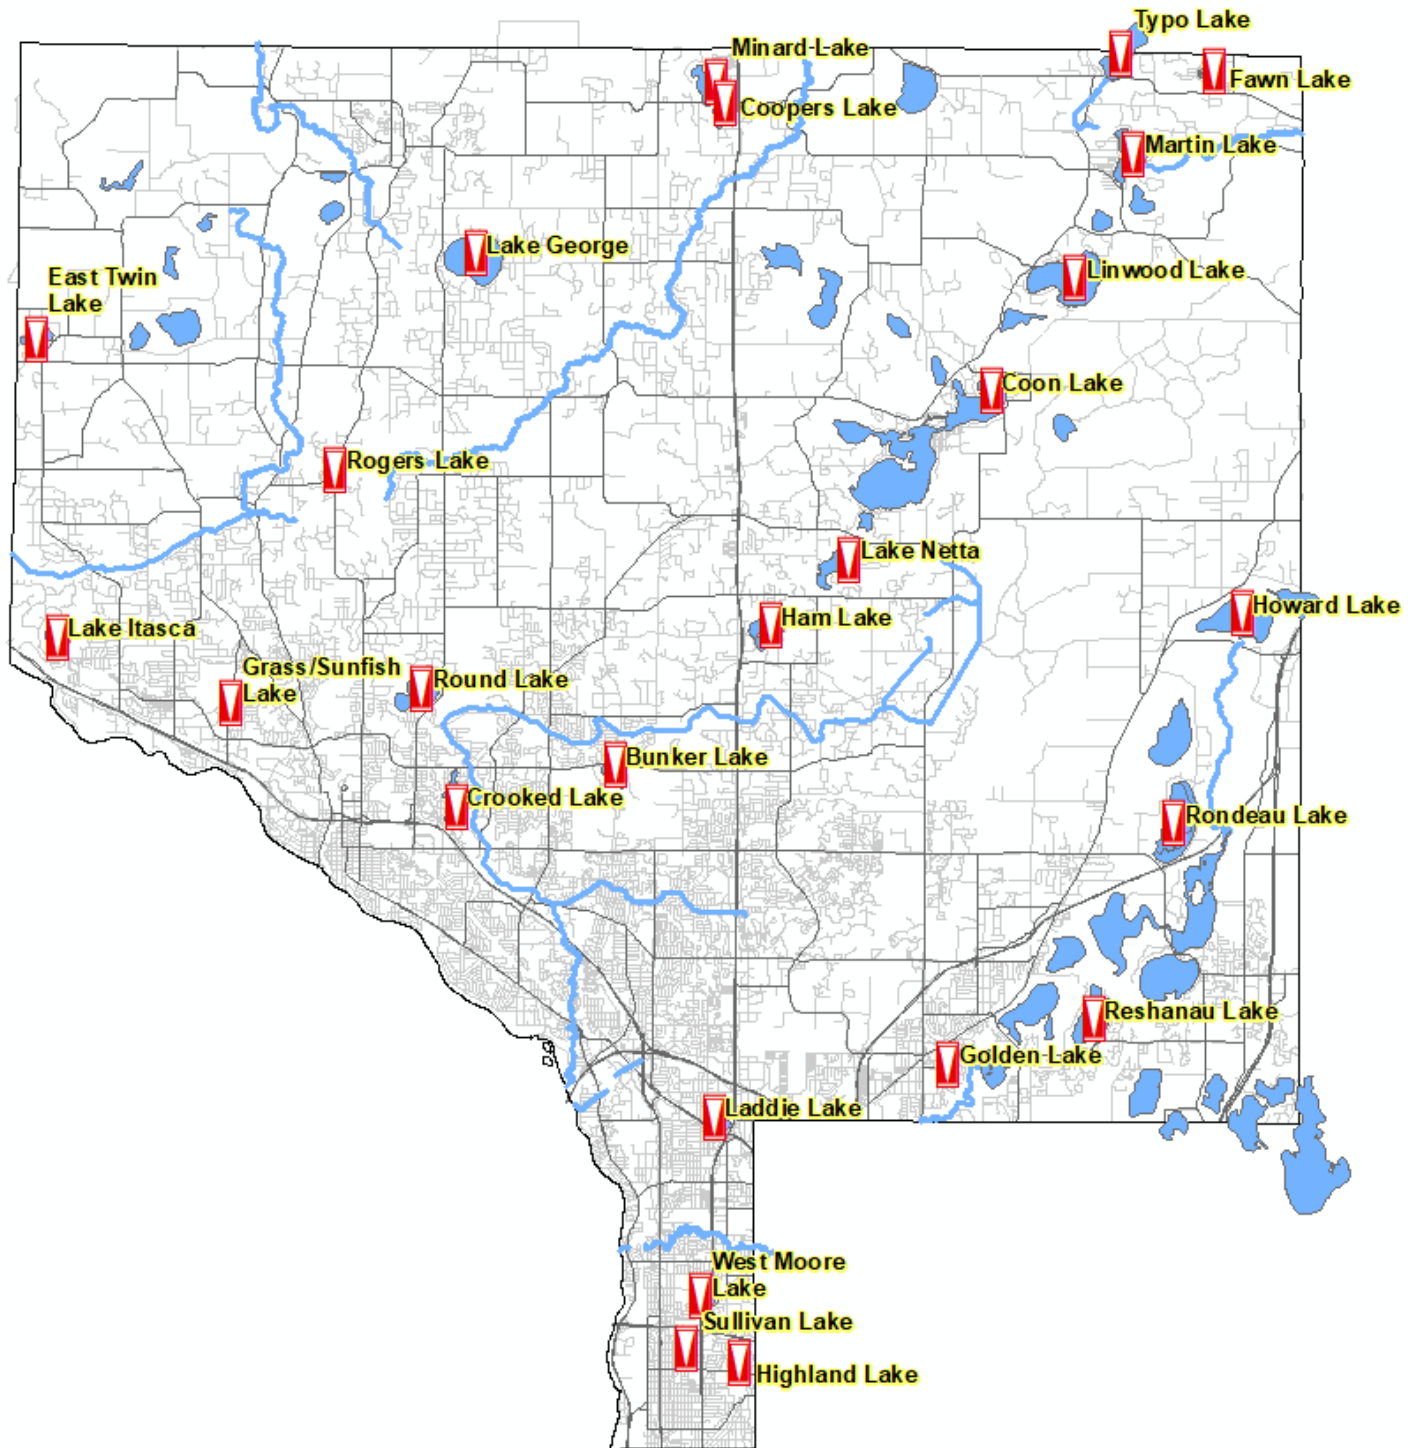 Typo Lake
Minard Lake
Fawn Lake
Coopers Lake
Martin Lake
Lake George
East Twin
Lake
Linwood Lake
Coon Lake
Rogers Lake
Lake Netta
Howard Lake
Ham Lake
Lake Itasca
Grass/Sunfish
Lake
Round Lake
Bunker Lake
Crooked Lake
Rondeau Lake
Reshanau Lake
Golden Lake
Laddie Lake
West Moore
Lake
Sullivan Lake
Highland Lake